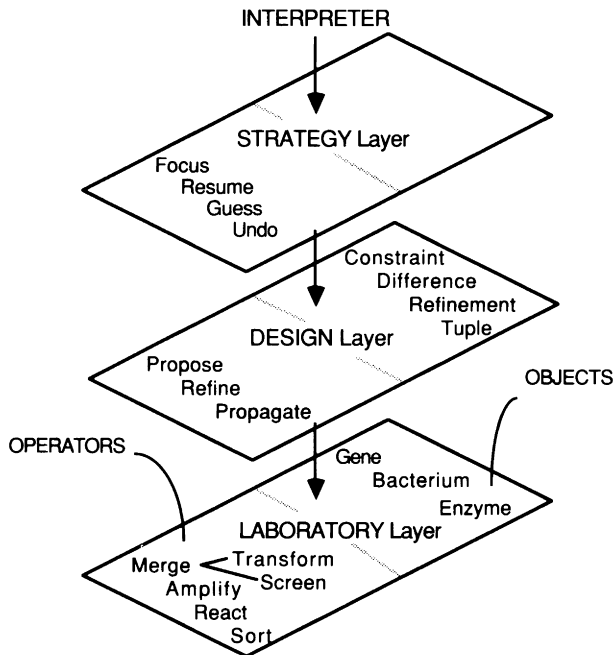 INTERPRETER
STRATEGY Layer
Focus
Resume
Guess
Undo
Constraint
Difference
Refinement
Tuple
DESIGN Layer
Propose
Refine
Propagate
OBJECTS
OPERATORS
Gene
Bacterium
Enzyme
LABORATORY Layer
Merge
Transform
Screen
Amplify
React
Sort